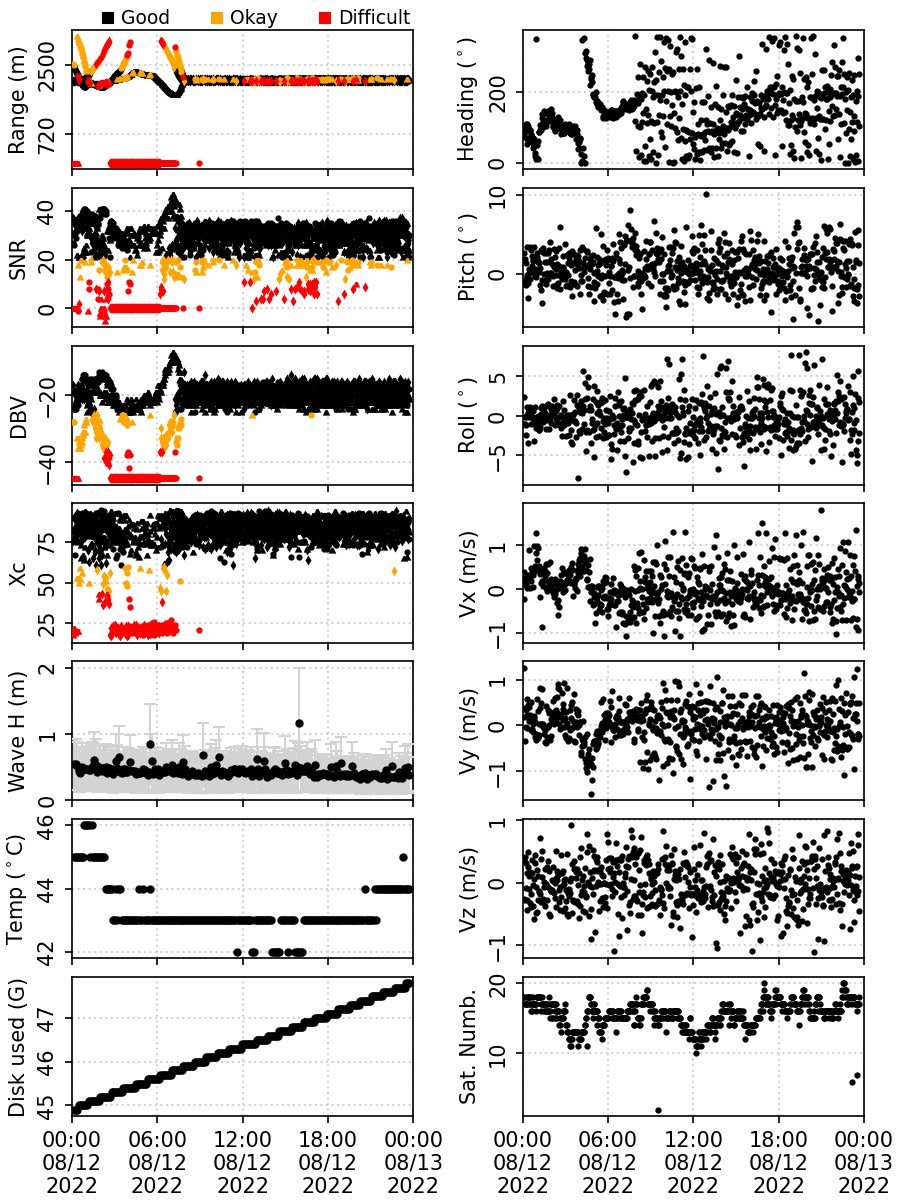 Good Okay Difficult
Range (m)
2500
720
Heading (°)
200
0
SNR
40
20
0
Pitch (°)
10
0
DBV
−20
−40
Roll (°)
5
0
−5
Xc
75
50
25
Vx (m/s)
1
0
−1
Wave H (m)
2
1
0
Vy (m/s)
1
0
−1
Temp (°C)
46
44
42
Vz (m/s)
1
0
−1
Disk used (G)
47
46
45
Sat. Numb.
20
10
00:00 06:00 12:00 18:00 00:00
08/12 08/12 08/12 08/12 08/13
2022 2022 2022 2022 2022
00:00 06:00 12:00 18:00 00:00
08/12 08/12 08/12 08/12 08/13
2022 2022 2022 2022 2022